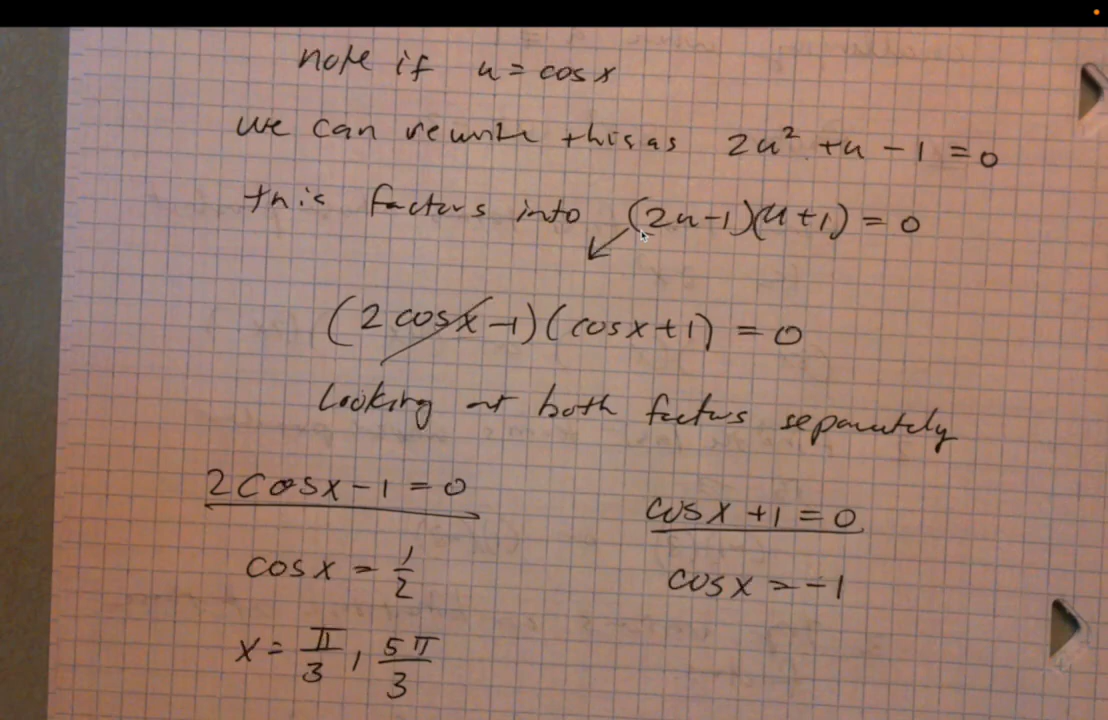 note if u = cos x
we can rewrite this as 2u² + u - 1 = 0
this factors into (2u-1)(u+1) = 0
(2 cos x - 1)(cos x + 1) = 0
Looking at both factors separately
2 cos x - 1 = 0
cos x = 1/2
x = π/3, 5π/3
cos x + 1 = 0
cos x = -1